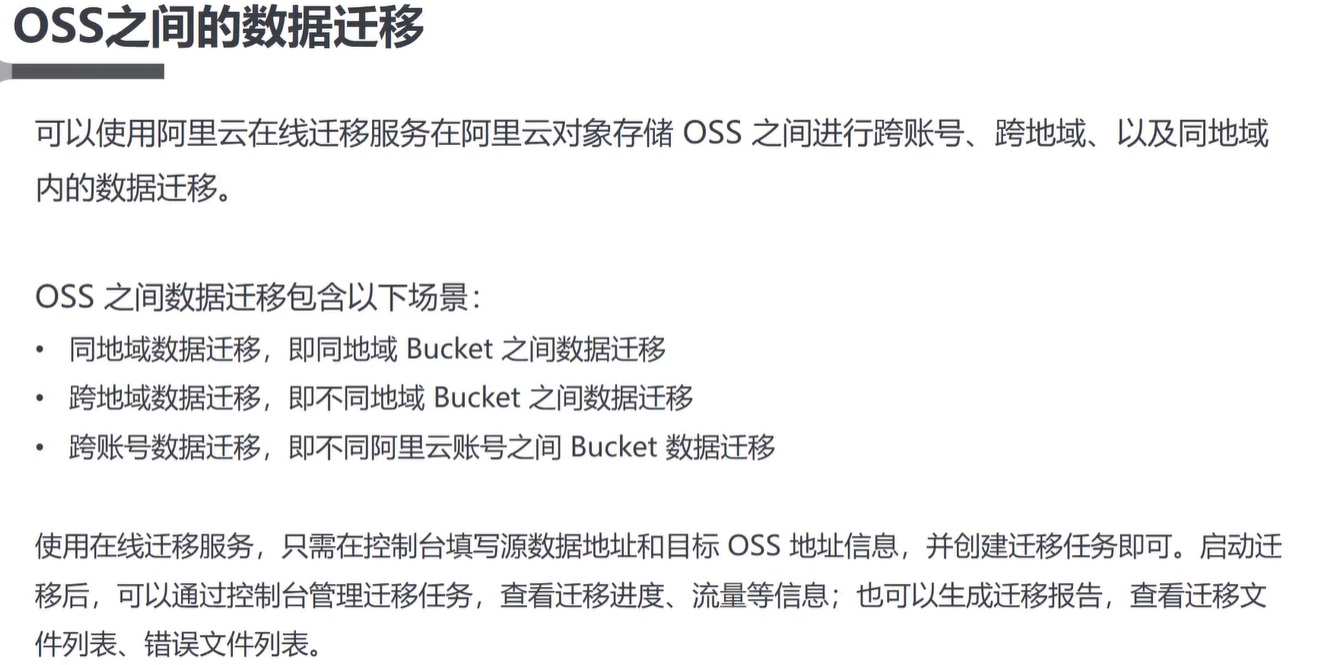 OSS之间的数据迁移
可以使用阿里云在线迁移服务在阿里云对象存储 OSS 之间进行跨账号、跨地域、以及同地域
内的数据迁移。
OSS 之间数据迁移包含以下场景：
• 同地域数据迁移，即同地域 Bucket 之间数据迁移
• 跨地域数据迁移，即不同地域 Bucket 之间数据迁移
• 跨账号数据迁移，即不同阿里云账号之间 Bucket 数据迁移
使用在线迁移服务，只需在控制台填写源数据地址和目标 OSS 地址信息，并创建迁移任务即可。启动迁
移后，可以通过控制台管理迁移任务，查看迁移进度、流量等信息；也可以生成迁移报告，查看迁移文
件列表、错误文件列表。